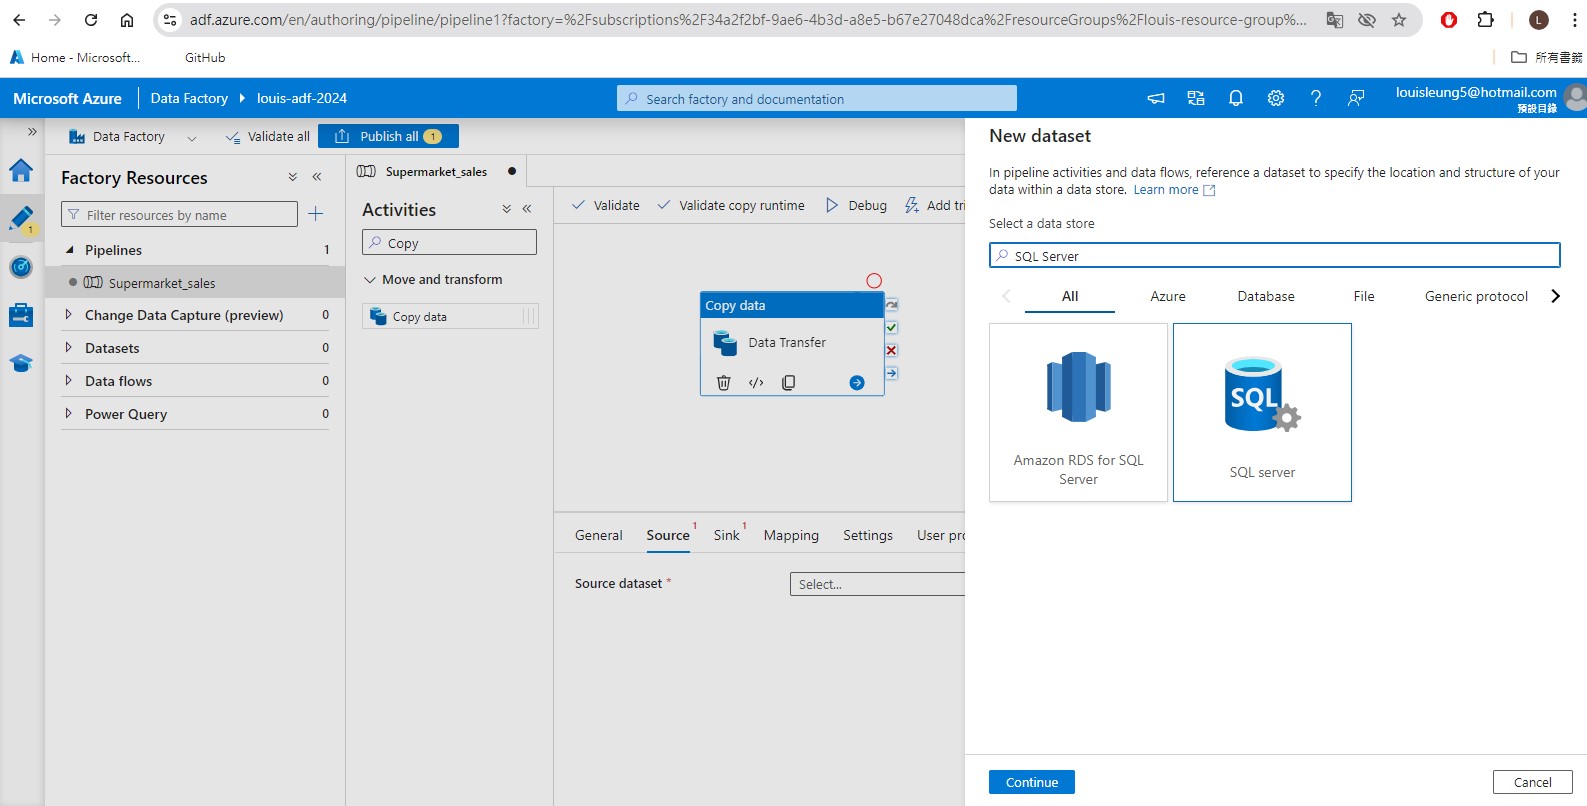 adf.azure.com/en/authoring/pipeline/pipeline1?factory=%2Fsubscriptions%2F34a2f2bf-9ae6-4b3d-a8e5-b67e27048dca%2FresourceGroups%2Flouis-resource-group%...
L
Home - Microsoft...
GitHub
所有書籤
Microsoft Azure
Data Factory
louis-adf-2024
Search factory and documentation
louisleung5@hotmail.com
預設目錄
Data Factory
Validate all
Publish all
1
Factory Resources
Filter resources by name
1
Pipelines
1
Supermarket_sales
Change Data Capture (preview)
0
Datasets
0
Data flows
0
Power Query
0
Supermarket_sales
Activities
Copy
Move and transform
Copy data
Validate
Validate copy runtime
Debug
Add tri
Copy data
Data Transfer
General
Source
1
Sink
1
Mapping
Settings
User pro
Source dataset *
Select...
New dataset
In pipeline activities and data flows, reference a dataset to specify the location and structure of your
data within a data store. Learn more
Select a data store
SQL Server
All
Azure
Database
File
Generic protocol
Amazon RDS for SQL
Server
SQL
SQL server
Continue
Cancel